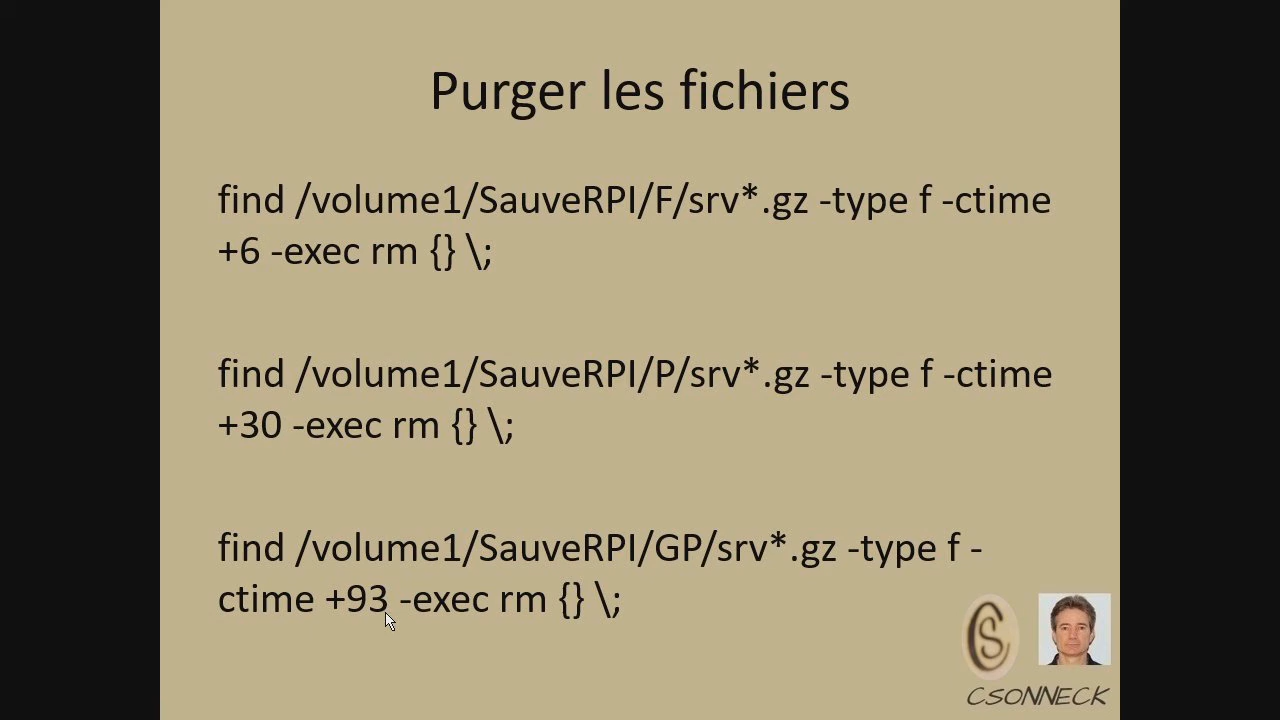 Purger les fichiers
find /volume1/SauveRPI/F/srv*.gz -type f -ctime
+6 -exec rm {} \;
find /volume1/SauveRPI/P/srv*.gz -type f -ctime
+30 -exec rm {} \;
find /volume1/SauveRPI/GP/srv*.gz -type f -
ctime +93 -exec rm {} \;
CSONNECK